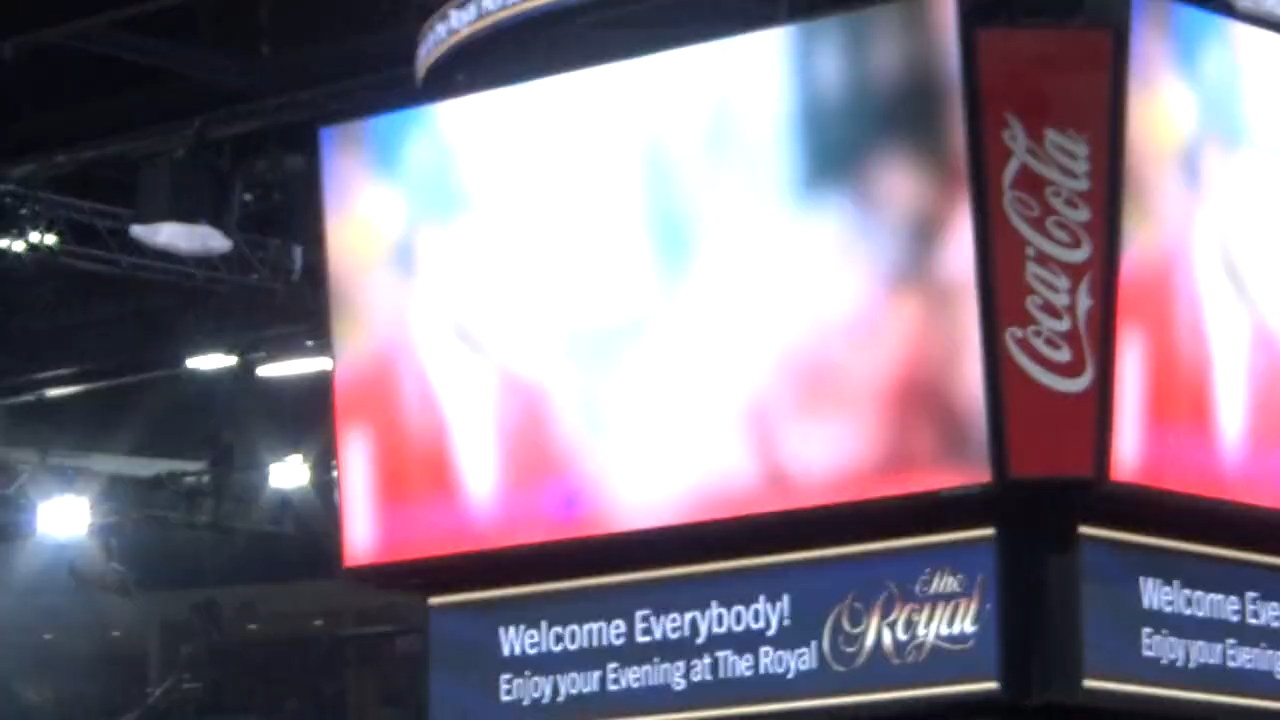 Coca-Cola
Welcome Everybody!
Enjoy your Evening at The Royal
the
Royal
Welcome Eve
Enjoy your Evening